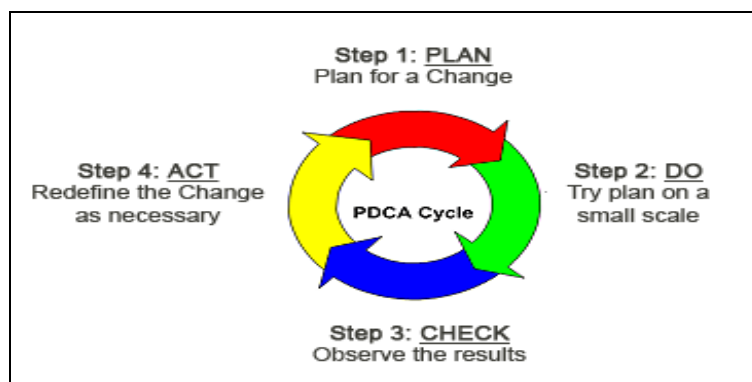 Step 1: PLAN
Plan for a Change
Step 2: DO
Try plan on a
small scale
Step 3: CHECK
Observe the results
Step 4: ACT
Redefine the Change
as necessary
PDCA Cycle